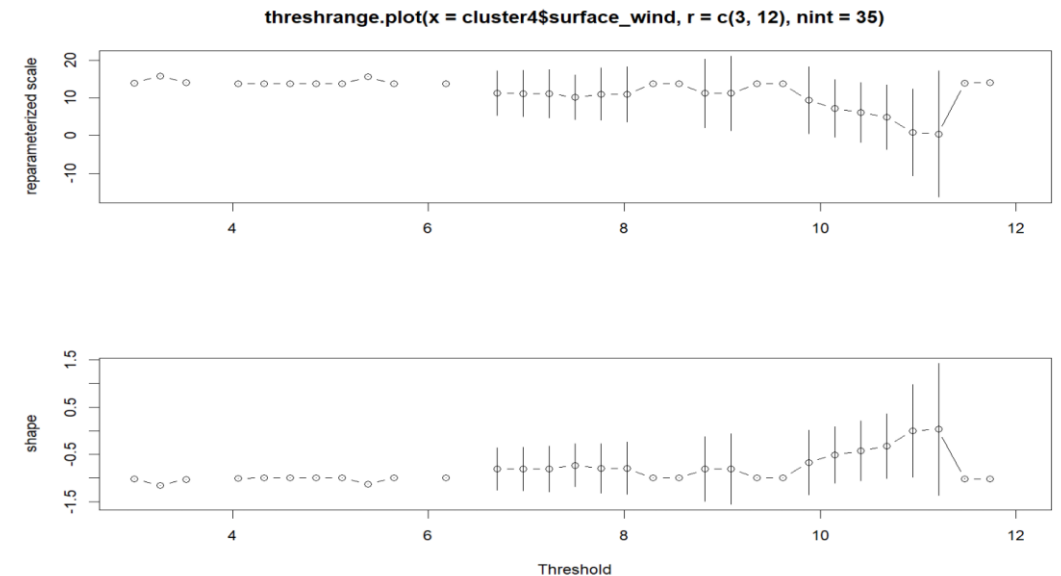 threshrange.plot(x = cluster4$surface_wind, r = c(3, 12), nint = 35)
reparameterized scale
20
10
0
-10
4 6 8 10 12
shape
1.5
0.5
-0.5
-1.5
4 6 8 10 12
Threshold